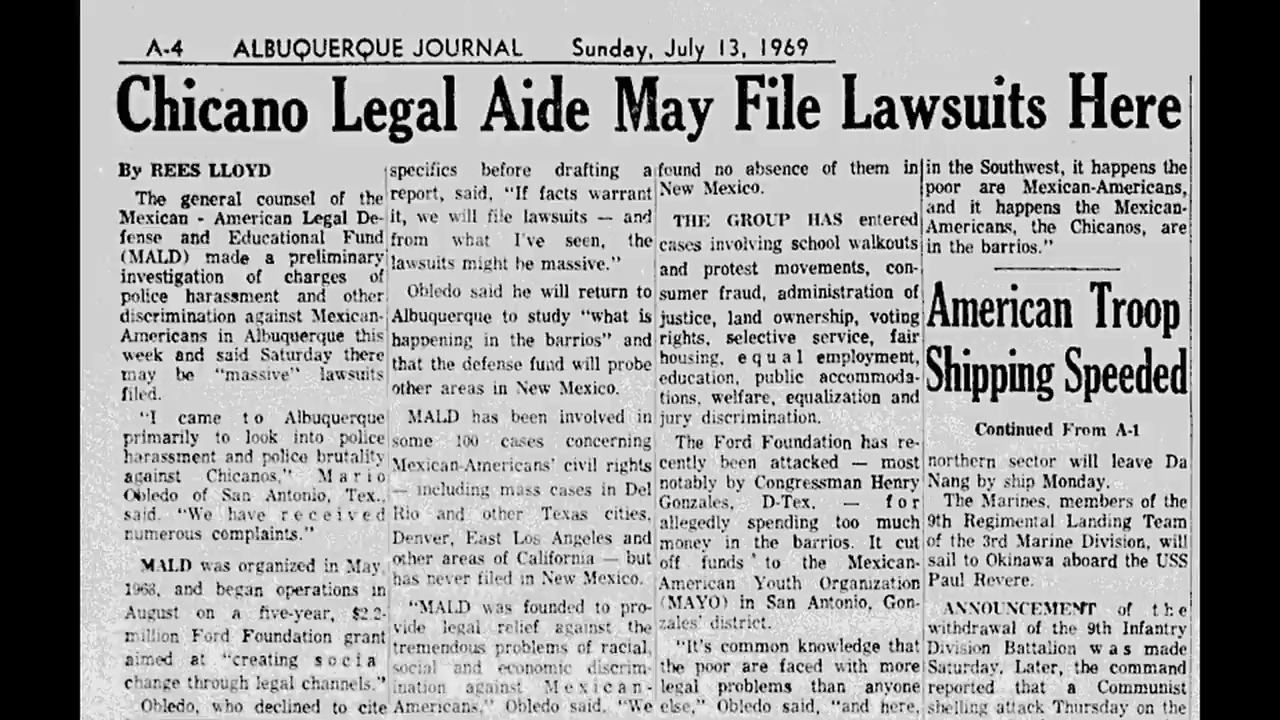 A-4 ALBUQUERQUE JOURNAL Sunday, July 13, 1969
Chicano Legal Aide May File Lawsuits Here
By REES LLOYD
The general counsel of the
Mexican - American Legal De-
fense and Educational Fund
(MALD) made a preliminary
investigation of charges of
police harassment and other
discrimination against Mexican-
Americans in Albuquerque this
week and said Saturday there
may be "massive" lawsuits
filed.
"I came to Albuquerque
primarily to look into police
harassment and police brutality
against Chicanos," Mario
Obledo of San Antonio, Tex.,
said. "We have received
numerous complaints."
MALD was organized in May,
1968, and began operations in
August on a five-year, $2.2-
million Ford Foundation grant
aimed at "creating socia
change through legal channels."
Obledo, who declined to cite
specifics before drafting a
report, said, "If facts warrant
it, we will file lawsuits — and
from what I've seen, the
lawsuits might be massive."
Obledo said he will return to
Albuquerque to study "what is
happening in the barrios" and
that the defense fund will probe
other areas in New Mexico.
MALD has been involved in
some 100 cases concerning
Mexican-Americans' civil rights
— including mass cases in Del
Rio and other Texas cities,
Denver, East Los Angeles and
other areas of California — but
has never filed in New Mexico.
"MALD was founded to pro-
vide legal relief against the
tremendous problems of racial,
social and economic discrim-
ination against Mexican-
Americans," Obledo said. "We
found no absence of them in
New Mexico.
THE GROUP HAS entered
cases involving school walkouts
and protest movements, con-
sumer fraud, administration of
justice, land ownership, voting
rights, selective service, fair
housing, equal employment,
education, public accommoda-
tions, welfare, equalization and
jury discrimination.
The Ford Foundation has re-
cently been attacked — most
notably by Congressman Henry
Gonzales, D-Tex. — for
allegedly spending too much
money in the barrios. It cut
off funds to the Mexican-
American Youth Organization
(MAYO) in San Antonio, Gon-
zales' district.
"It's common knowledge that
the poor are faced with more
legal problems than anyone
else," Obledo said, "and here,
in the Southwest, it happens the
poor are Mexican-Americans,
and it happens the Mexican-
Americans, the Chicanos, are
in the barrios."
American Troop
Shipping Speeded
Continued From A-1
northern sector will leave Da
Nang by ship Monday.
The Marines, members of the
9th Regimental Landing Team
of the 3rd Marine Division, will
sail to Okinawa aboard the USS
Paul Revere.
ANNOUNCEMENT of the
withdrawal of the 9th Infantry
Division Battalion was made
Saturday. Later, the command
reported that a Communist
shelling attack Thursday on the